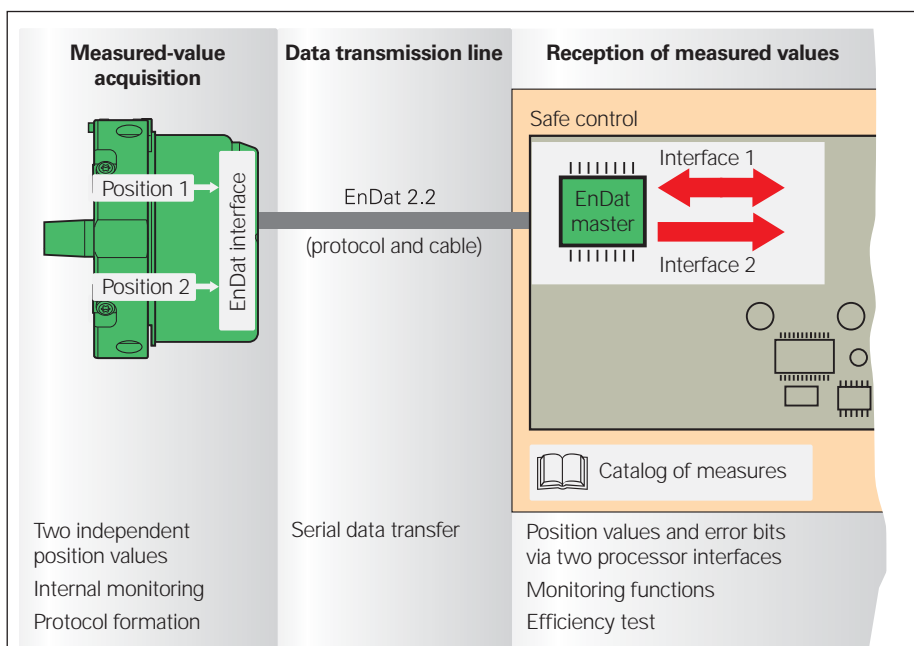 Measured-value
acquisition
Data transmission line
Reception of measured values
Safe control
Position 1
Position 2
EnDat interface
EnDat 2.2
(protocol and cable)
EnDat
master
Interface 1
Interface 2
Catalog of measures
Two independent
position values
Internal monitoring
Protocol formation
Serial data transfer
Position values and error bits
via two processor interfaces
Monitoring functions
Efficiency test